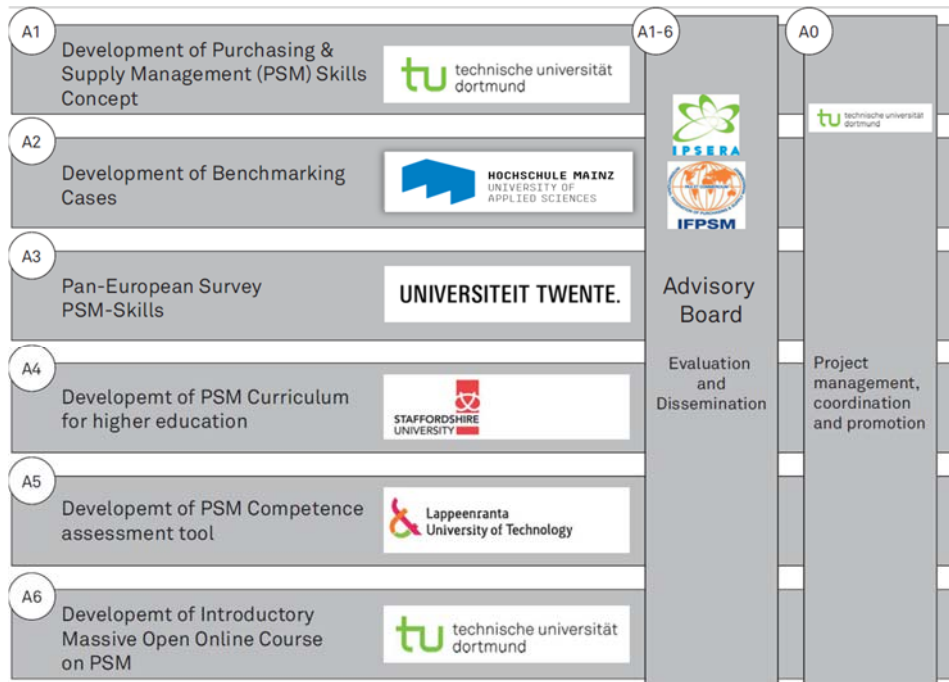 A1
Development of Purchasing &
Supply Management (PSM) Skills
Concept
tu technische universität
dortmund
A2
Development of Benchmarking
Cases
HOCHSCHULE MAINZ
UNIVERSITY OF
APPLIED SCIENCES
A3
Pan-European Survey
PSM-Skills
UNIVERSITEIT TWENTE.
A4
Developemt of PSM Curriculum
for higher education
STAFFORDSHIRE
UNIVERSITY
A5
Developemt of PSM Competence
assessment tool
Lappeenranta
University of Technology
A6
Developemt of Introductory
Massive Open Online Course
on PSM
tu technische universität
dortmund
A1-6
IPSERA
IFPSM
Advisory
Board
Evaluation
and
Dissemination
A0
tu technische universität
dortmund
Project
management,
coordination
and promotion